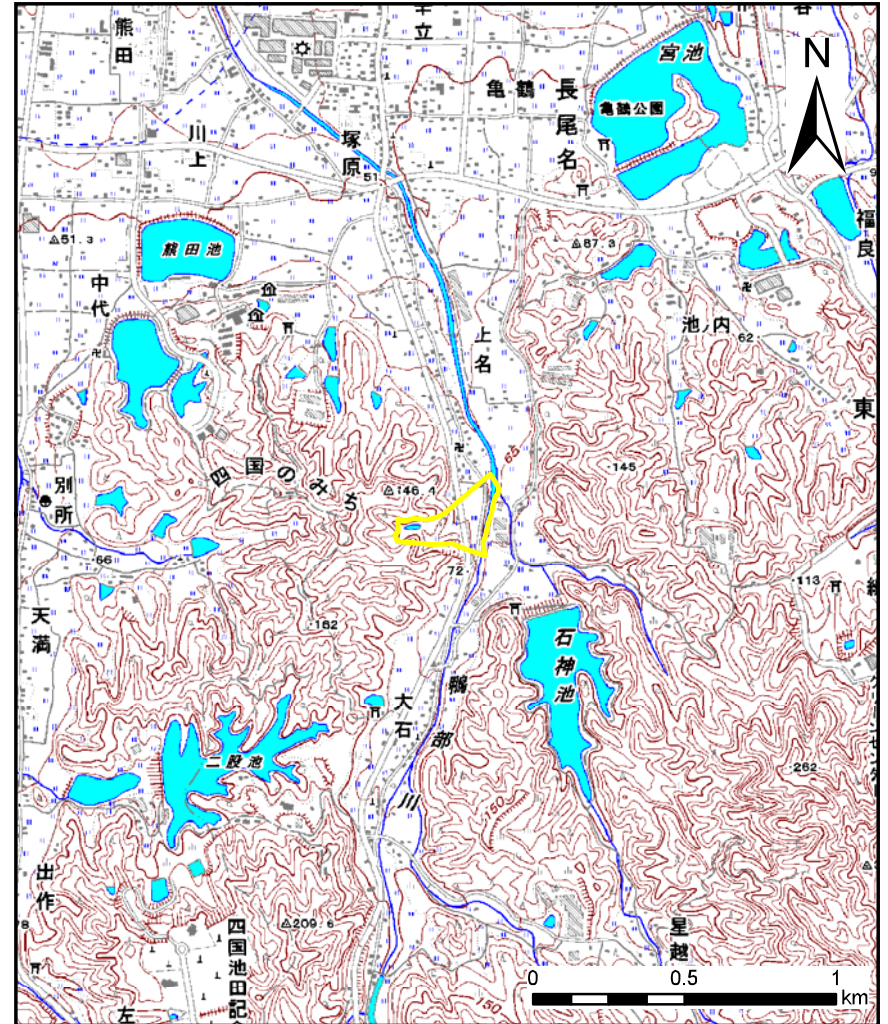 熊田
宮池
N
亀鶴
長尾名
亀鶴公園
川上
塚原
51
福良
51.3
熊田池
87.3
中代
上名
池ノ内
62
東
65
145
四国のみち
146.4
別所
66
72
113
天満
162
石神池
鴨部川
大石
二股池
262
150
出作
四国池田記
209.6
星越
左
150
0
0.5
1
km